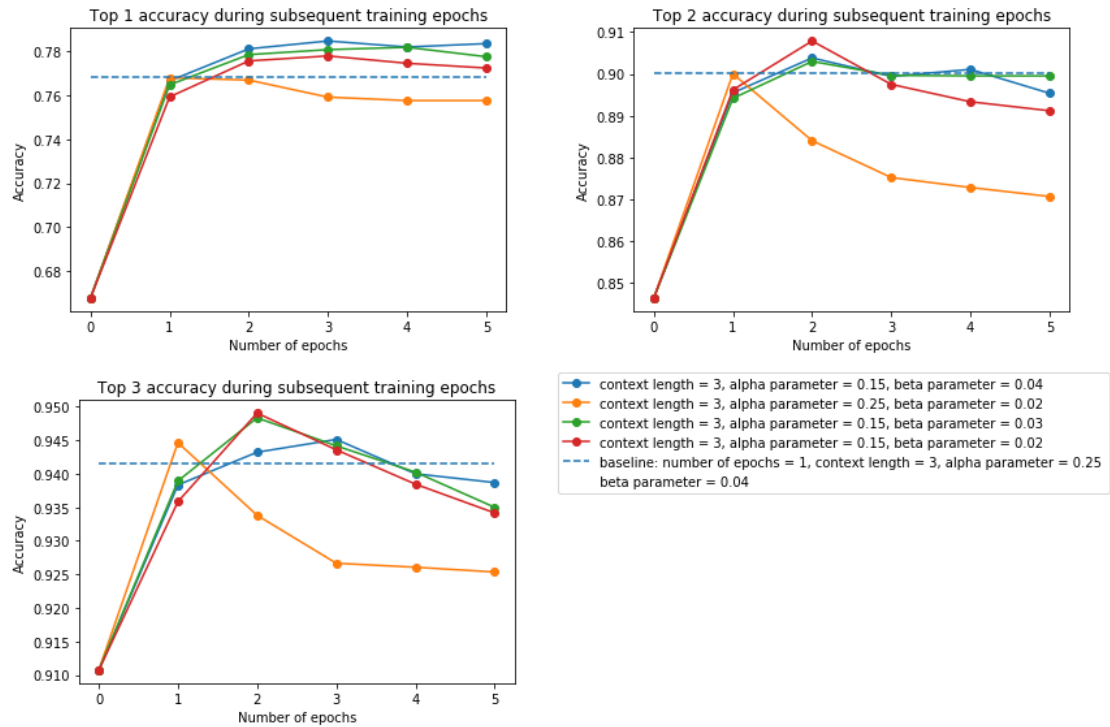 Top 1 accuracy during subsequent training epochs
0.78
0.76
0.74
0.72
0.70
0.68
Accuracy
0 1 2 3 4 5
Number of epochs
Top 2 accuracy during subsequent training epochs
0.91
0.90
0.89
0.88
0.87
0.86
0.85
Accuracy
0 1 2 3 4 5
Number of epochs
Top 3 accuracy during subsequent training epochs
0.950
0.945
0.940
0.935
0.930
0.925
0.920
0.915
0.910
Accuracy
0 1 2 3 4 5
Number of epochs
context length = 3, alpha parameter = 0.15, beta parameter = 0.04
context length = 3, alpha parameter = 0.25, beta parameter = 0.02
context length = 3, alpha parameter = 0.15, beta parameter = 0.03
context length = 3, alpha parameter = 0.15, beta parameter = 0.02
baseline: number of epochs = 1, context length = 3, alpha parameter = 0.25
beta parameter = 0.04